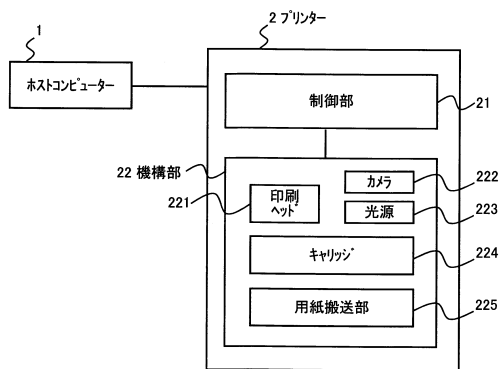 1
2 プリンター
ホストコンピューター
制御部
21
22 機構部
カメラ
222
221
印刷
ヘッド
光源
223
キャリッジ
224
用紙搬送部
225